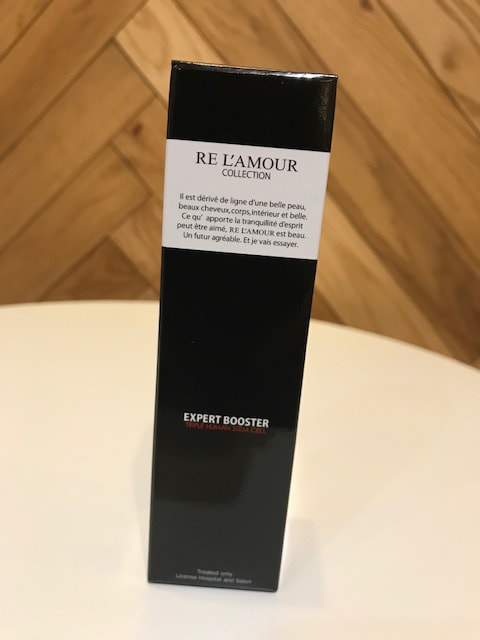 RE L'AMOUR
COLLECTION
Il est dérivé de ligne d'une belle peau,
beaux cheveux,corps,intérieur et belle.
Ce qu' apporte la tranquillité d'esprit
peut être aimé, RE L'AMOUR est beau.
Un futur agréable. Et je vais essayer.
EXPERT BOOSTER
TRIPLE HUMAN STEM CELL
Treated only
License Hospital and Salon